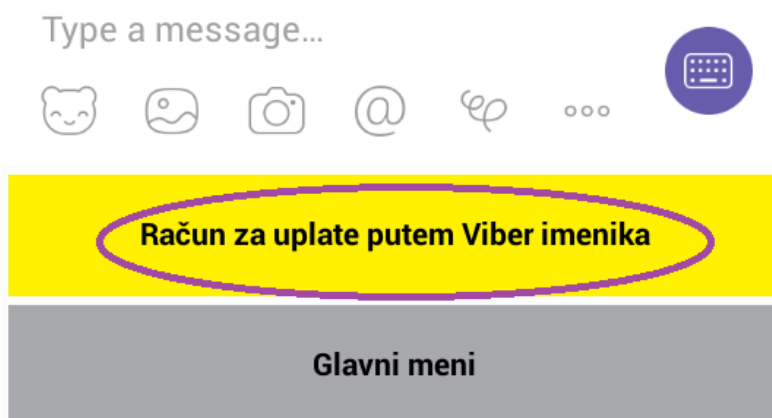 Type a message...
Račun za uplate putem Viber imenika
Glavni meni